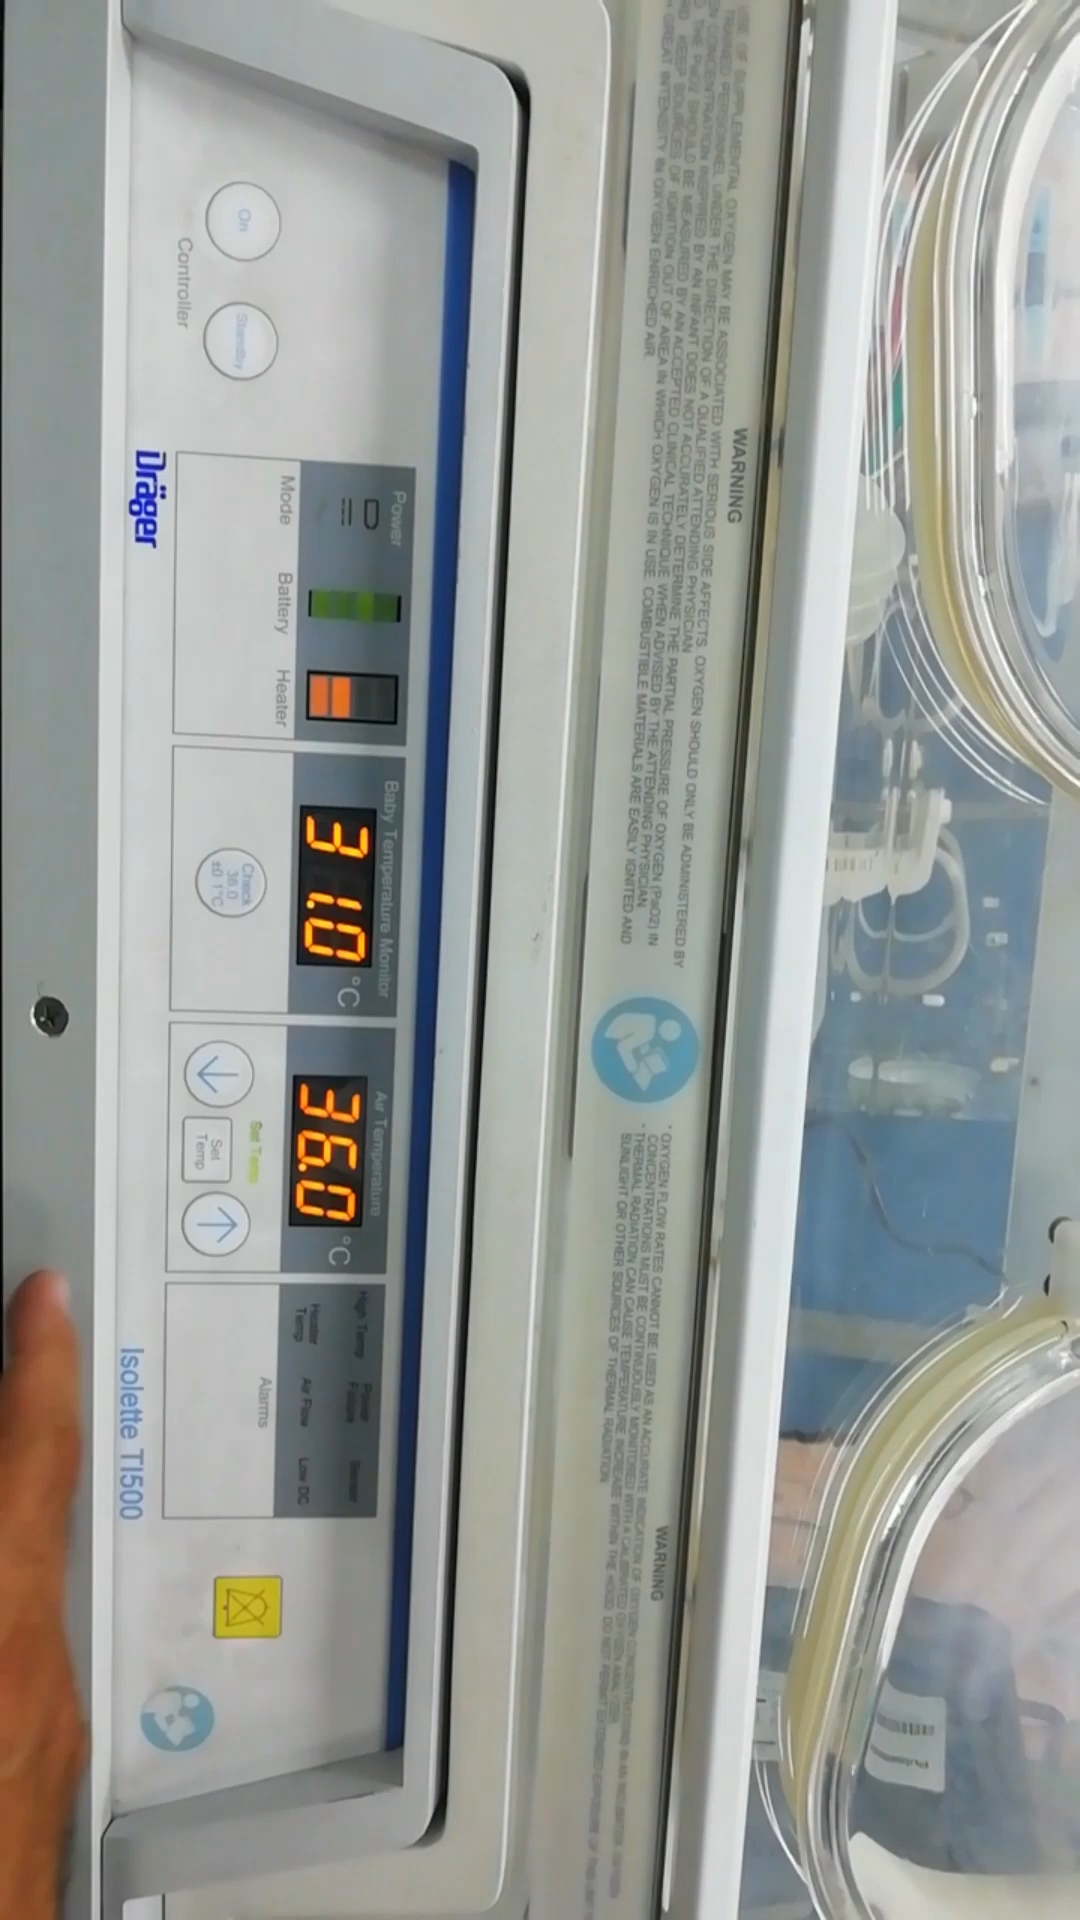 WARNING
USE OF SUPPLEMENTAL OXYGEN MAY BE ASSOCIATED WITH SERIOUS SIDE AFFECTS. OXYGEN SHOULD ONLY BE ADMINISTERED BY
TRAINED PERSONNEL UNDER THE DIRECTION OF A QUALIFIED ATTENDING PHYSICIAN
CONCENTRATION INSPIRED BY AN INFANT DOES NOT ACCURATELY DETERMINE THE PARTIAL PRESSURE OF OXYGEN (PaO2) IN
THE PaO2 SHOULD BE MEASURED BY AN ACCEPTED CLINICAL TECHNIQUE WHEN ADVISED BY THE ATTENDING PHYSICIAN
KEEP SOURCES OF IGNITION OUT OF AREA IN WHICH OXYGEN IS IN USE. COMBUSTIBLE MATERIALS ARE EASILY IGNITED AND
GREAT INTENSITY IN OXYGEN ENRICHED AIR.
WARNING
OXYGEN FLOW RATES CANNOT BE USED AS AN ACCURATE INDICATION OF OXYGEN CONCENTRATIONS IN
CONCENTRATIONS MUST BE CONTINUOUSLY MONITORED WITH A CALIBRATED OXYGEN ANALYZER
THERMAL RADIATION CAN CAUSE TEMPERATURE INCREASE WITHIN THE HOOD. DO NOT PERMIT
SUNLIGHT OR OTHER SOURCES OF THERMAL RADIATION
On
Standby
Controller
Power
Mode
Battery
Heater
Baby Temperature Monitor
31.0 °C
Check
36.0
±0.1°C
Air Temperature
36.0 °C
Set Temp
Set
Temp
High Temp
Power
Failure
Sensor
Heater
Temp
Air Flow
Low DC
Alarms
Dräger
Isolette TI500